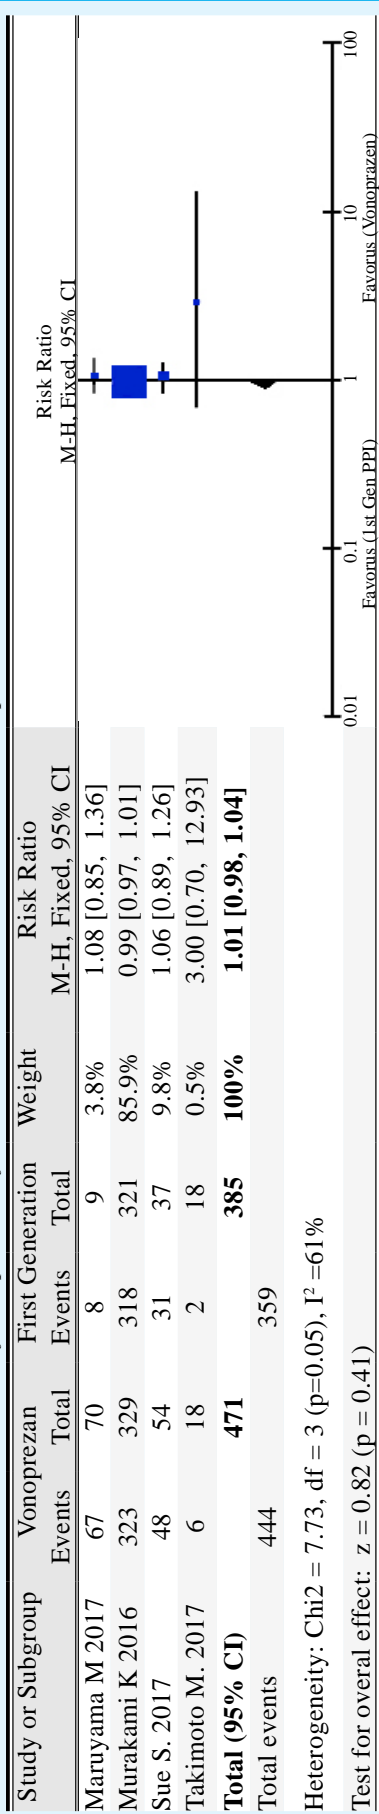 Study or Subgroup Vonoprezan First Generation Weight Risk Ratio Risk Ratio
Events Total Events Total M-H, Fixed, 95% CI M-H, Fixed, 95% CI
Maruyama M 2017 67 70 8 9 3.8% 1.08 [0.85, 1.36]
Murakami K 2016 323 329 318 321 85.9% 0.99 [0.97, 1.01]
Sue S. 2017 48 54 31 37 9.8% 1.06 [0.89, 1.26]
Takimoto M. 2017 6 18 2 18 0.5% 3.00 [0.70, 12.93]
Total (95% CI) 471 385 100% 1.01 [0.98, 1.04]
Total events 444 359
Heterogeneity: Chi2 = 7.73, df = 3 (p=0.05), I² =61%
Test for overal effect: z = 0.82 (p = 0.41)
0.01 0.1 1 10 100
Favorus (1st Gen PPI) Favorus (Vonoprazen)